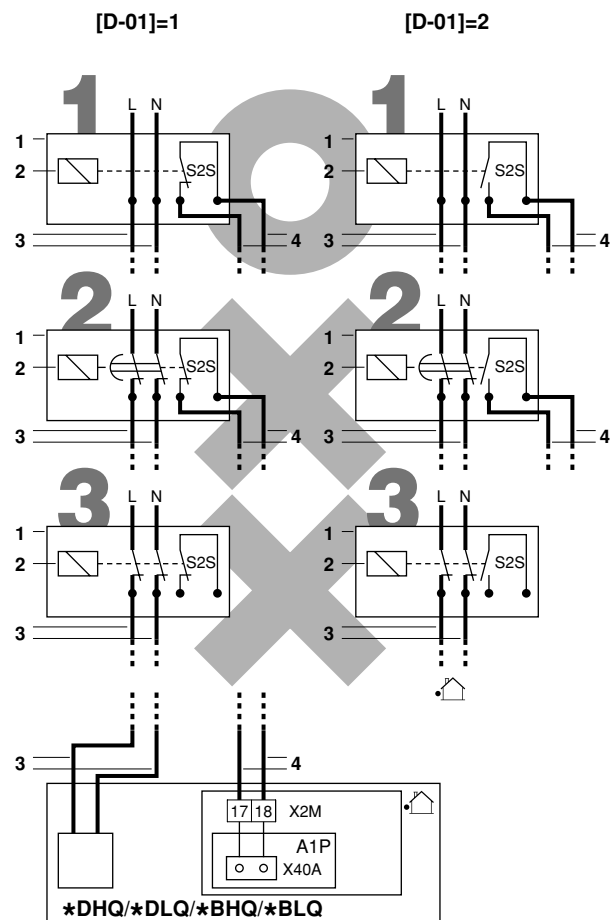 [D-01]=1 [D-01]=2
1 1
L N L N
1 1
2 S2S 2 S2S
3 4 3 4
2 2
L N L N
1 1
2 S2S 2 S2S
3 4 3 4
3 3
L N L N
1 1
2 S2S 2 S2S
3 3
3 4
17 18 X2M
A1P
X40A
*DHQ/*DLQ/*BHQ/*BLQ